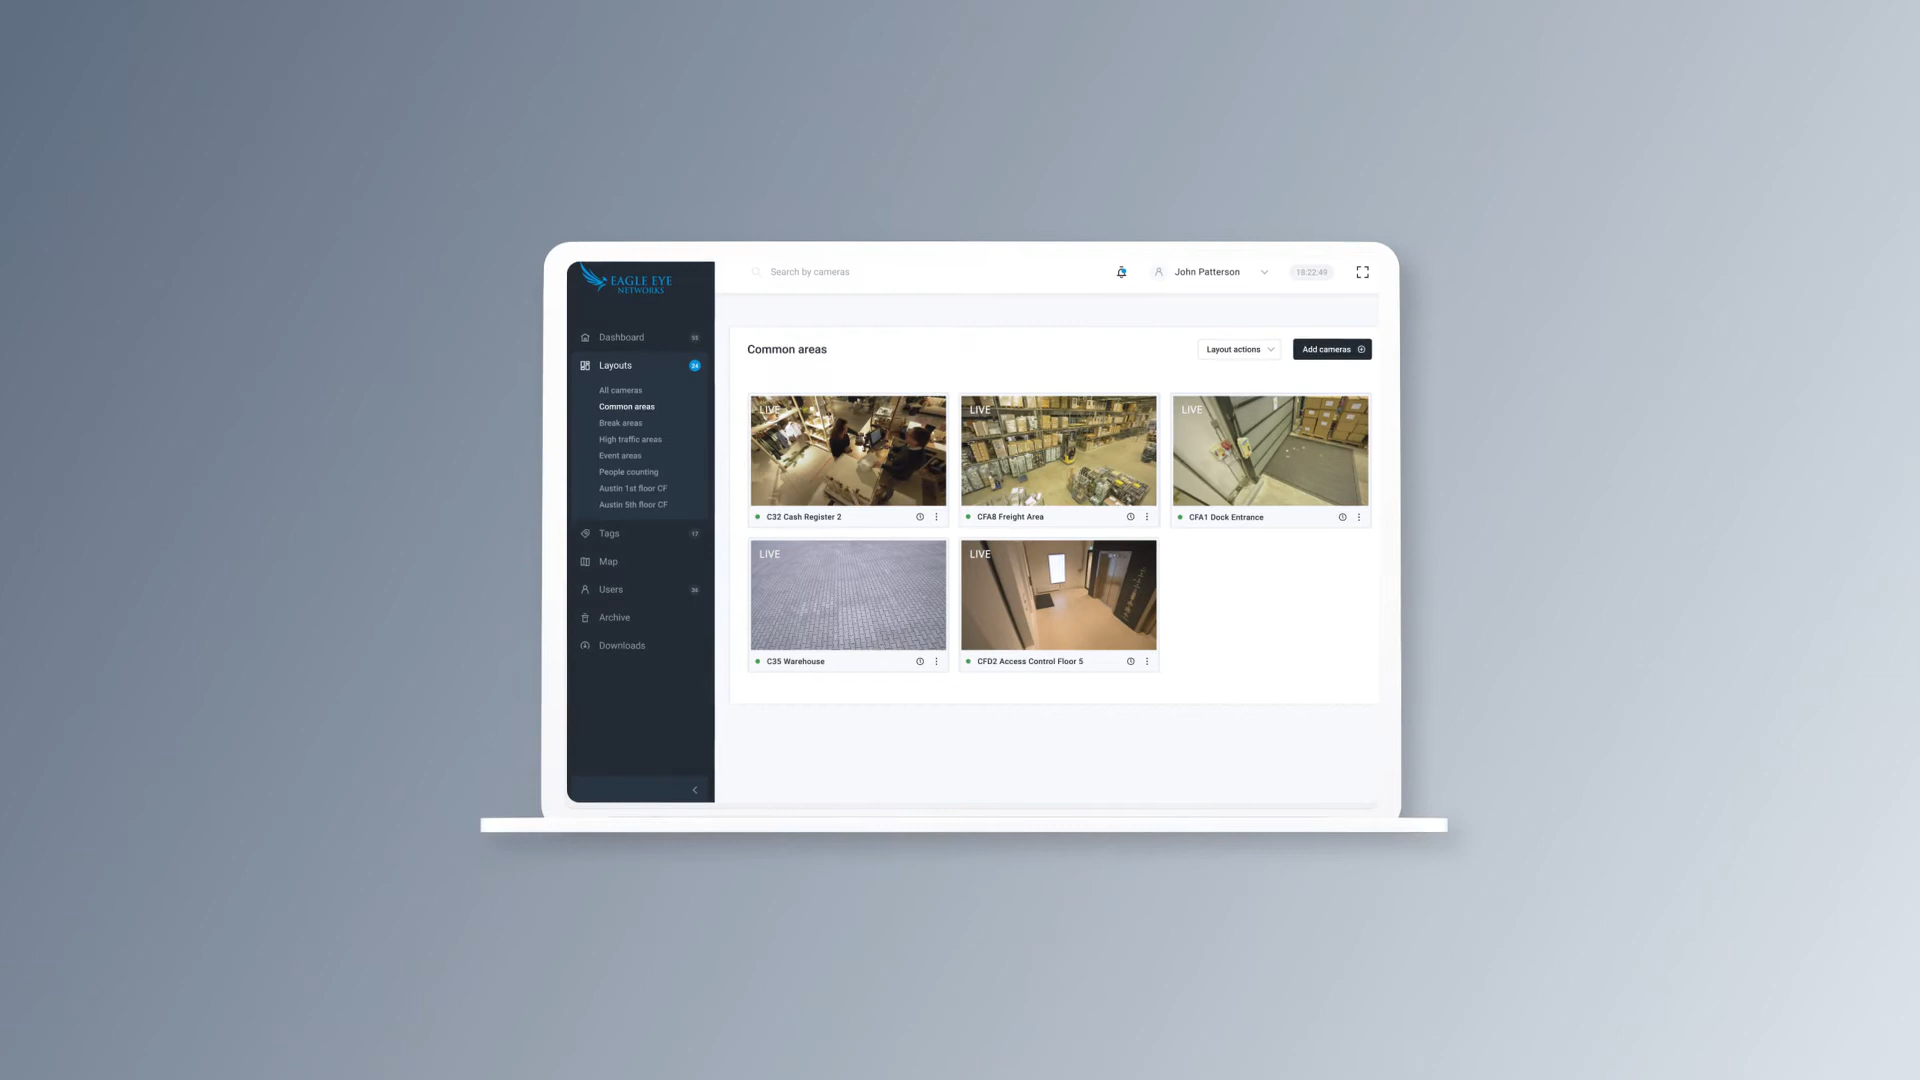 EAGLE EYE
NETWORKS
Search by cameras
John Patterson
18:22:49
Dashboard
Layouts
24
All cameras
Common areas
Break areas
High traffic areas
Event areas
People counting
Austin 1st floor CF
Austin 5th floor CF
Tags
17
Map
Users
36
Archive
Downloads
Common areas
Layout actions
Add cameras
LIVE
C32 Cash Register 2
LIVE
CFA8 Freight Area
LIVE
CFA1 Dock Entrance
LIVE
C35 Warehouse
LIVE
CFD2 Access Control Floor 5